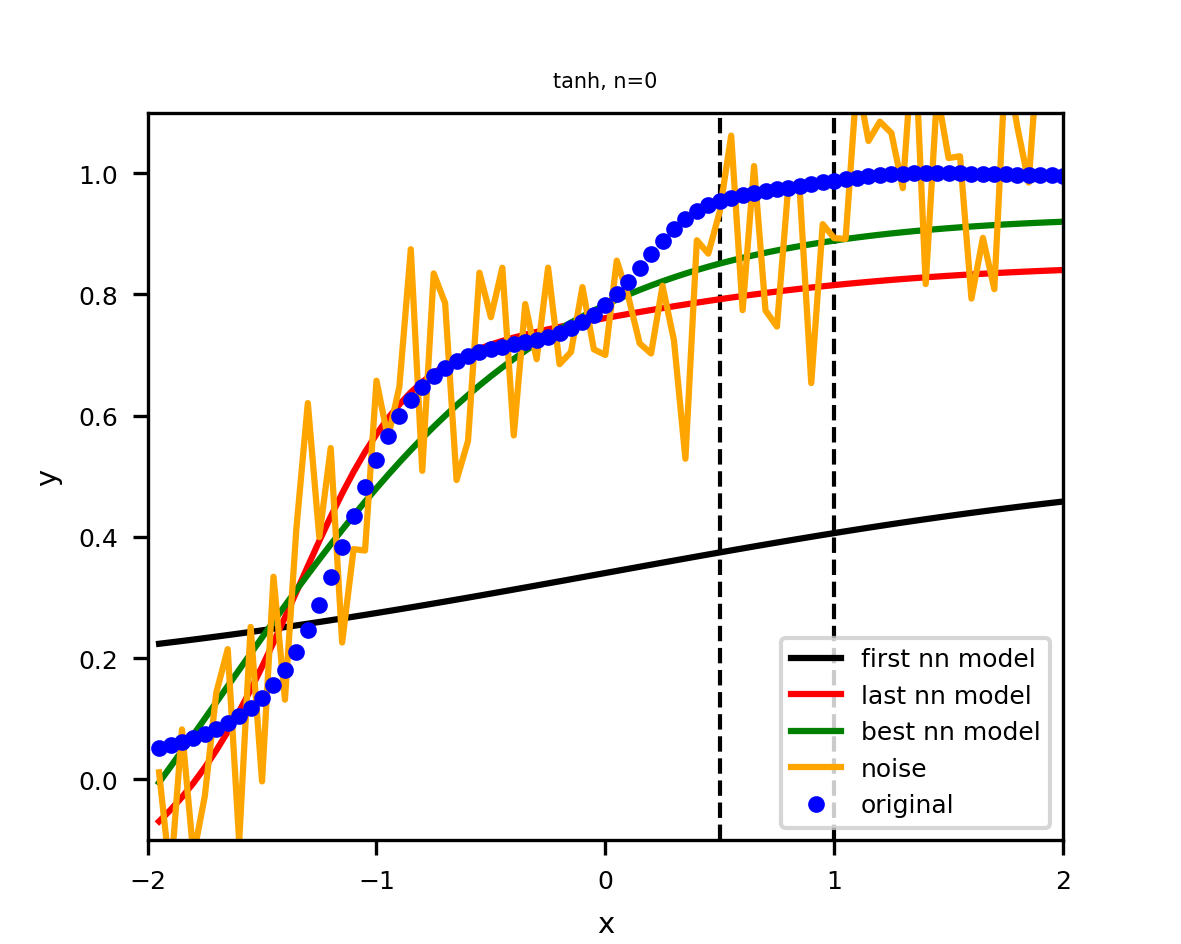 tanh, n=0
1.0
0.8
0.6
0.4
0.2
0.0
y
−2
−1
0
1
2
x
first nn model
last nn model
best nn model
noise
original